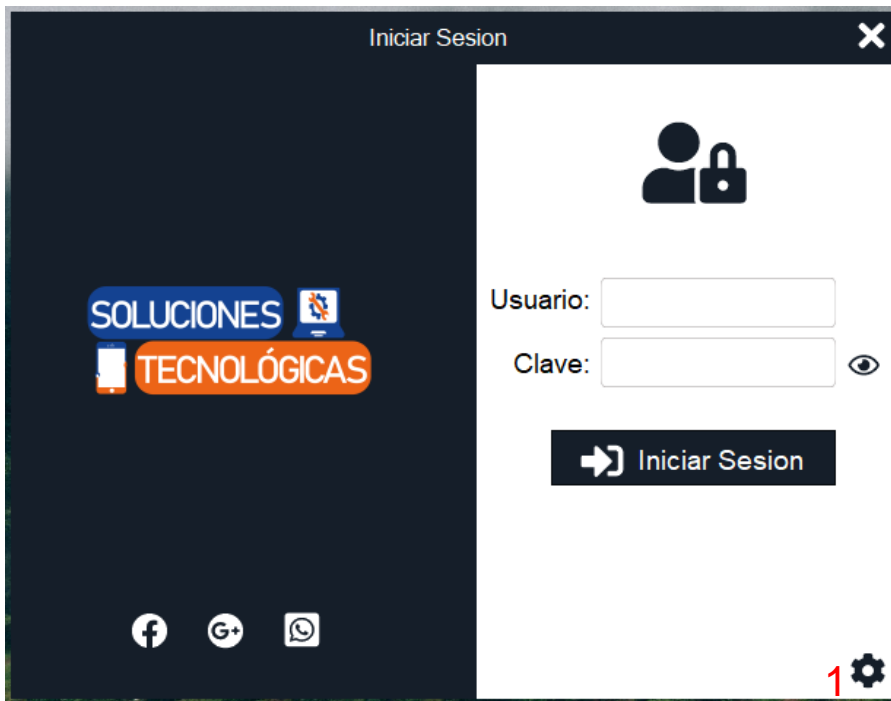 Iniciar Sesion
SOLUCIONES
TECNOLÓGICAS
Usuario:
Clave:
Iniciar Sesion
G+
1